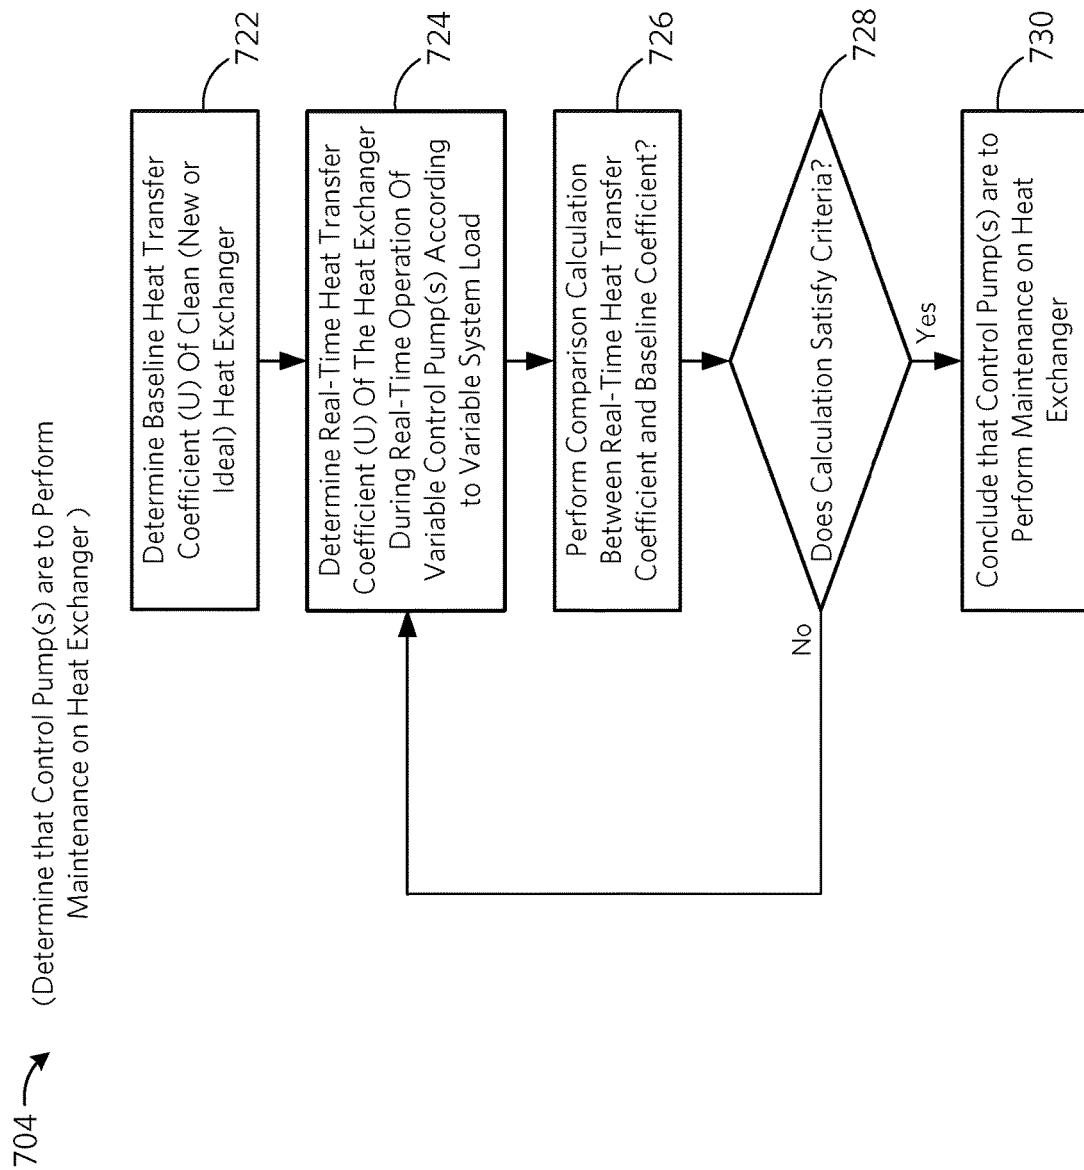 704
(Determine that Control Pump(s) are to Perform
Maintenance on Heat Exchanger )
Determine Baseline Heat Transfer
Coefficient (U) Of Clean (New or
Ideal) Heat Exchanger
722
Determine Real-Time Heat Transfer
Coefficient (U) Of The Heat Exchanger
During Real-Time Operation Of
Variable Control Pump(s) According
to Variable System Load
724
Perform Comparison Calculation
Between Real-Time Heat Transfer
Coefficient and Baseline Coefficient?
726
Does Calculation Satisfy Criteria?
728
No
Yes
Conclude that Control Pump(s) are to
Perform Maintenance on Heat
Exchanger
730